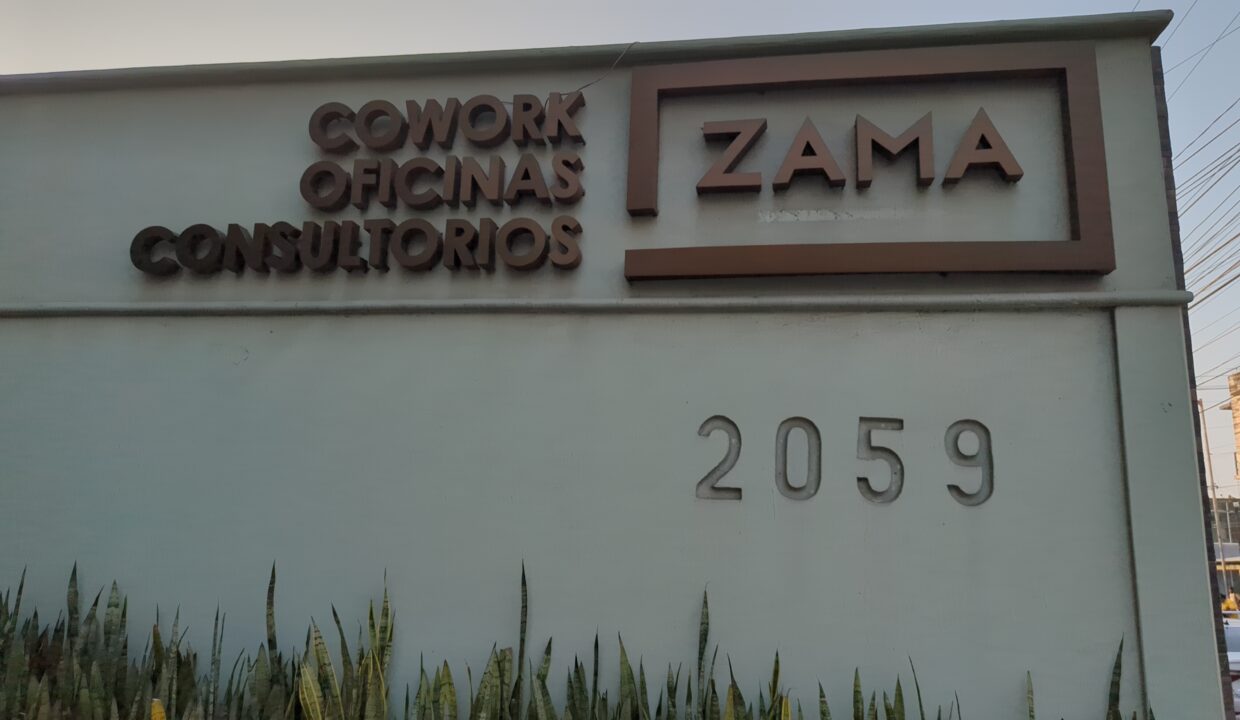 COWORK
OFICINAS
CONSULTORIOS
ZAMA
2059